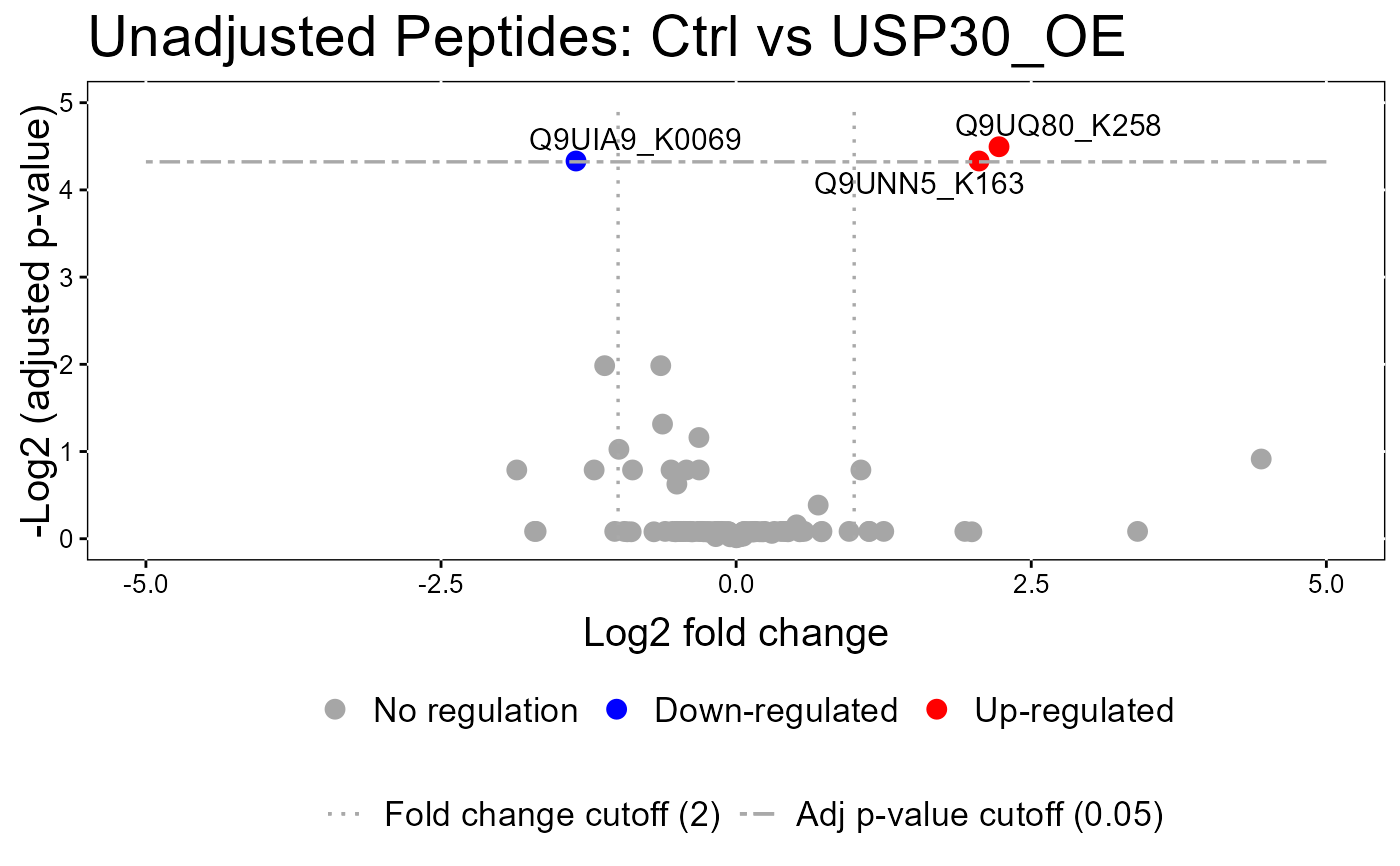 Unadjusted Peptides: Ctrl vs USP30_OE
-Log2 (adjusted p-value)
5
4
3
2
1
0
Q9UIA9_K0069
Q9UQ80_K258
Q9UNN5_K163
-5.0
-2.5
0.0
2.5
5.0
Log2 fold change
No regulation
Down-regulated
Up-regulated
Fold change cutoff (2)
Adj p-value cutoff (0.05)